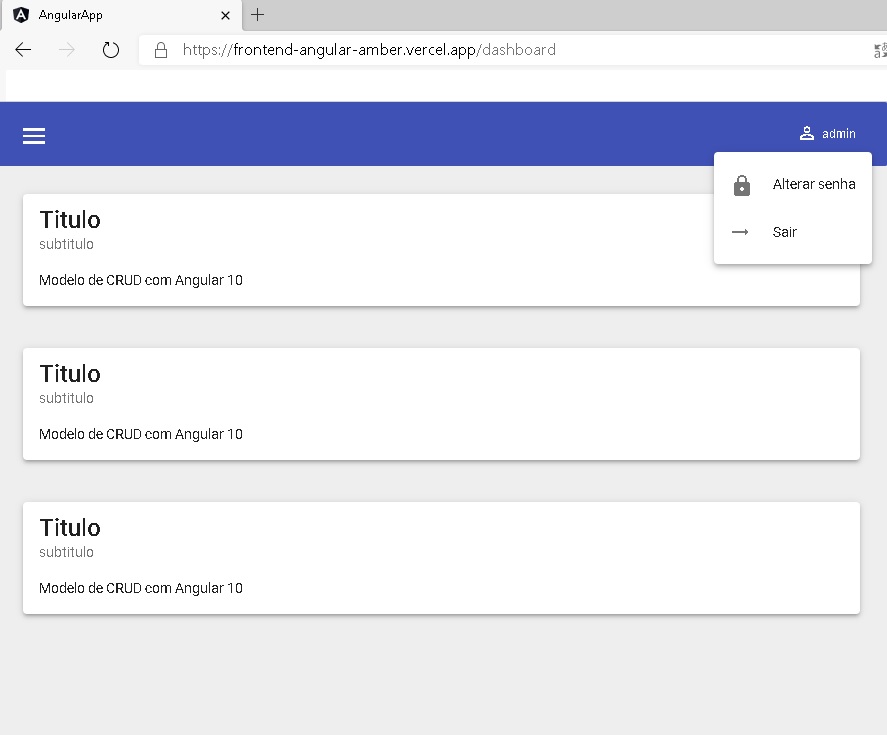 AngularApp
https://frontend-angular-amber.vercel.app/dashboard
admin
Alterar senha
Sair
Titulo
subtitulo
Modelo de CRUD com Angular 10
Titulo
subtitulo
Modelo de CRUD com Angular 10
Titulo
subtitulo
Modelo de CRUD com Angular 10